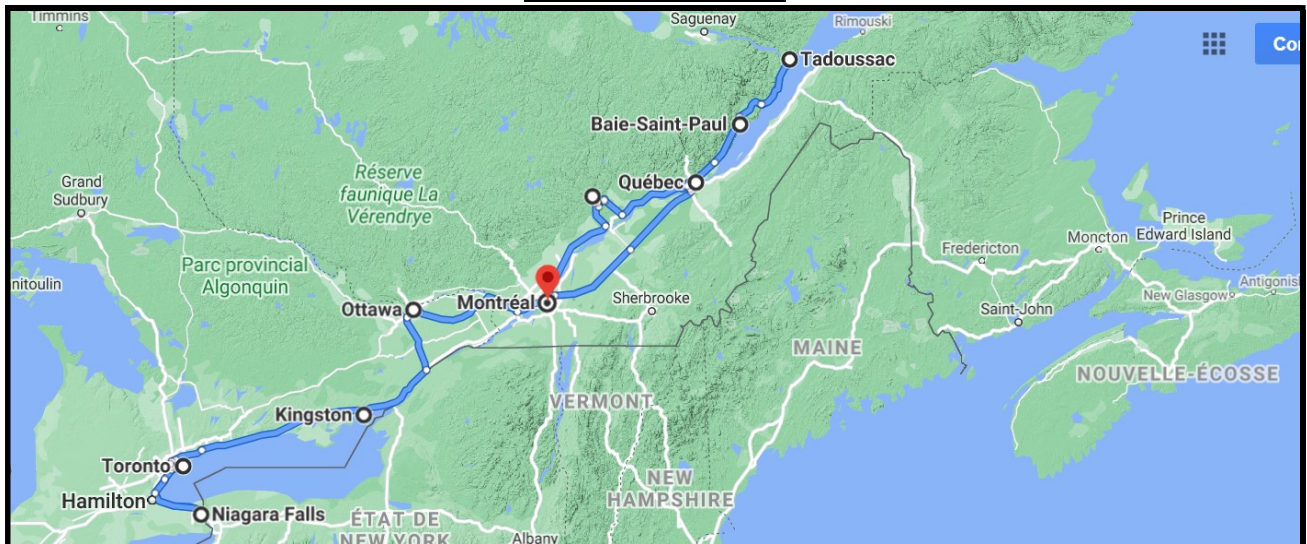 Timmins
Saguenay
Rimouski
Tadoussac
Baie-Saint-Paul
Réserve
faunique La
Vérendrye
Grand
Sudbury
Québec
Prince
Edward Island
Fredericton
Moncton
Parc provincial
Algonquin
nitoulin
Montréal
Sherbrooke
Ottawa
New Glasgow
Antigonis
Saint-John
MAINE
NOUVELLE-ÉCOSSE
VERMONT
Kingston
Toronto
Hamilton
NEW
HAMPSHIRE
Niagara Falls
ÉTAT DE
NEW YORK
Albany
Co